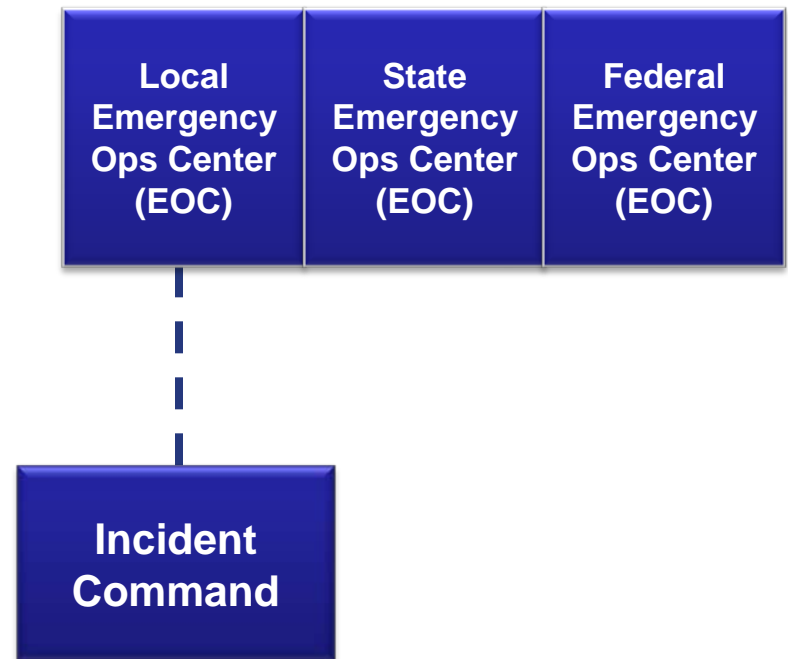 Local
Emergency
Ops Center
(EOC)
State
Emergency
Ops Center
(EOC)
Federal
Emergency
Ops Center
(EOC)
Incident
Command